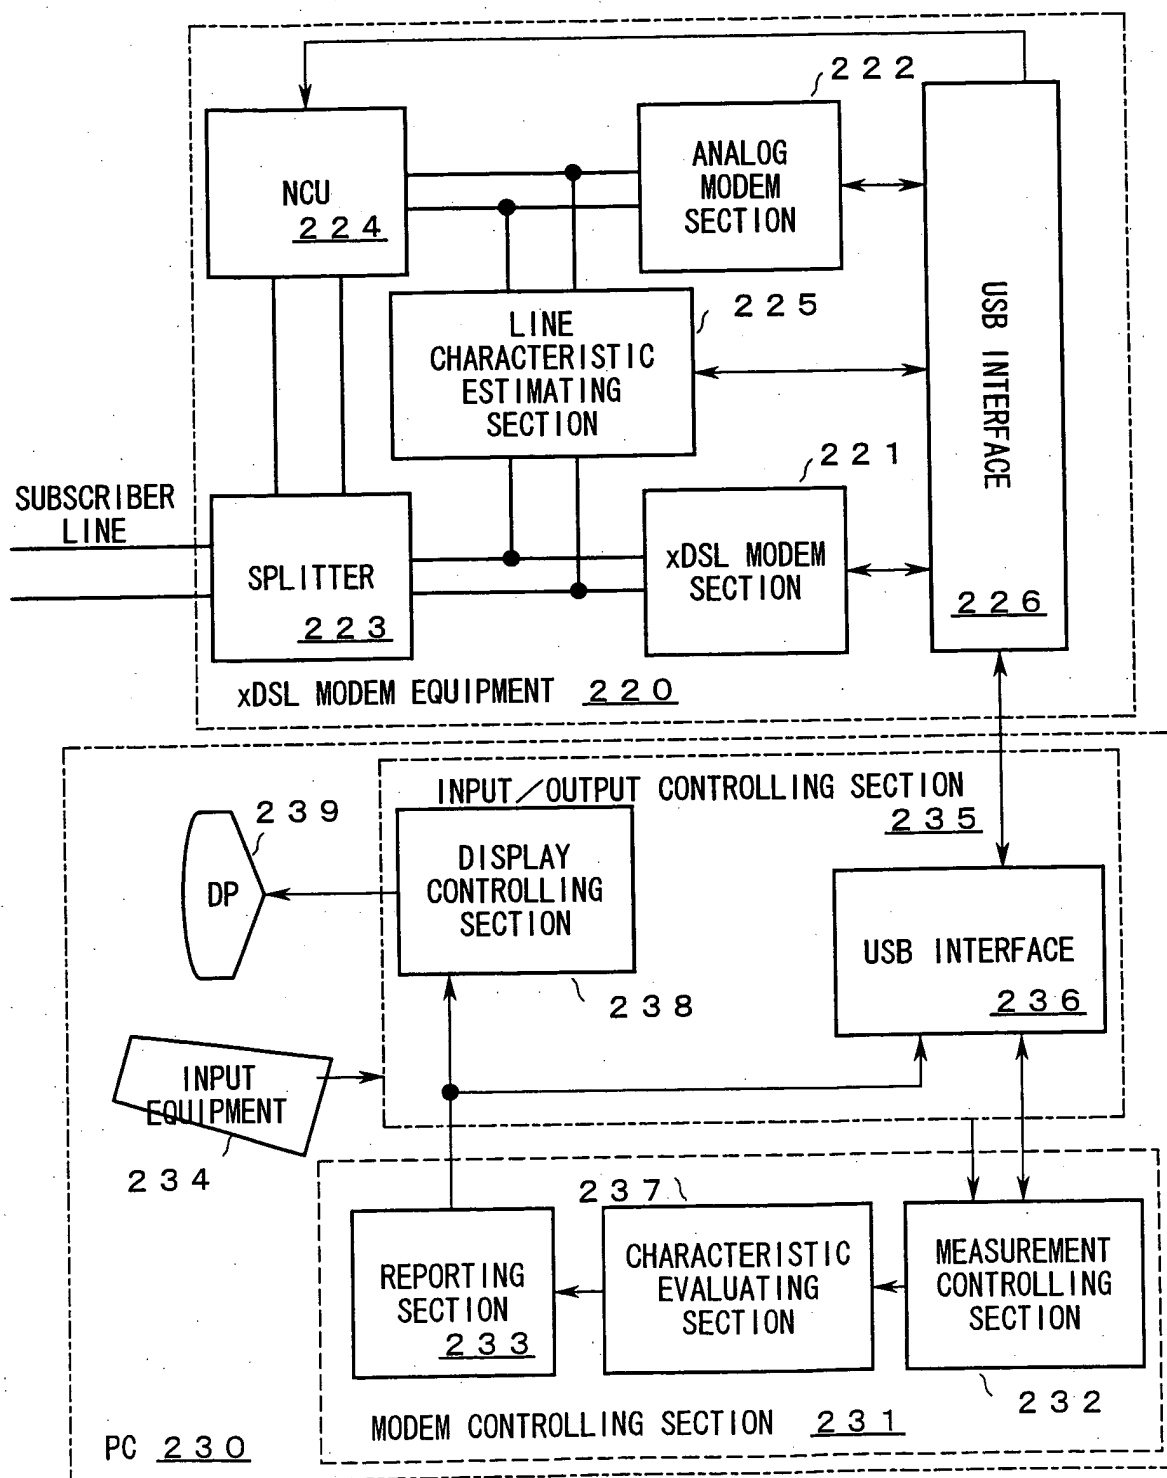 222
NCU
224
ANALOG
MODEM
SECTION
225
LINE
CHARACTERISTIC
ESTIMATING
SECTION
USB INTERFACE
226
221
SUBSCRIBER
LINE
SPLITTER
223
xDSL MODEM
SECTION
xDSL MODEM EQUIPMENT 220
INPUT/OUTPUT CONTROLLING SECTION
235
239
DP
DISPLAY
CONTROLLING
SECTION
238
USB INTERFACE
236
INPUT
EQUIPMENT
234
237
REPORTING
SECTION
233
CHARACTERISTIC
EVALUATING
SECTION
MEASUREMENT
CONTROLLING
SECTION
232
MODEM CONTROLLING SECTION 231
PC 230